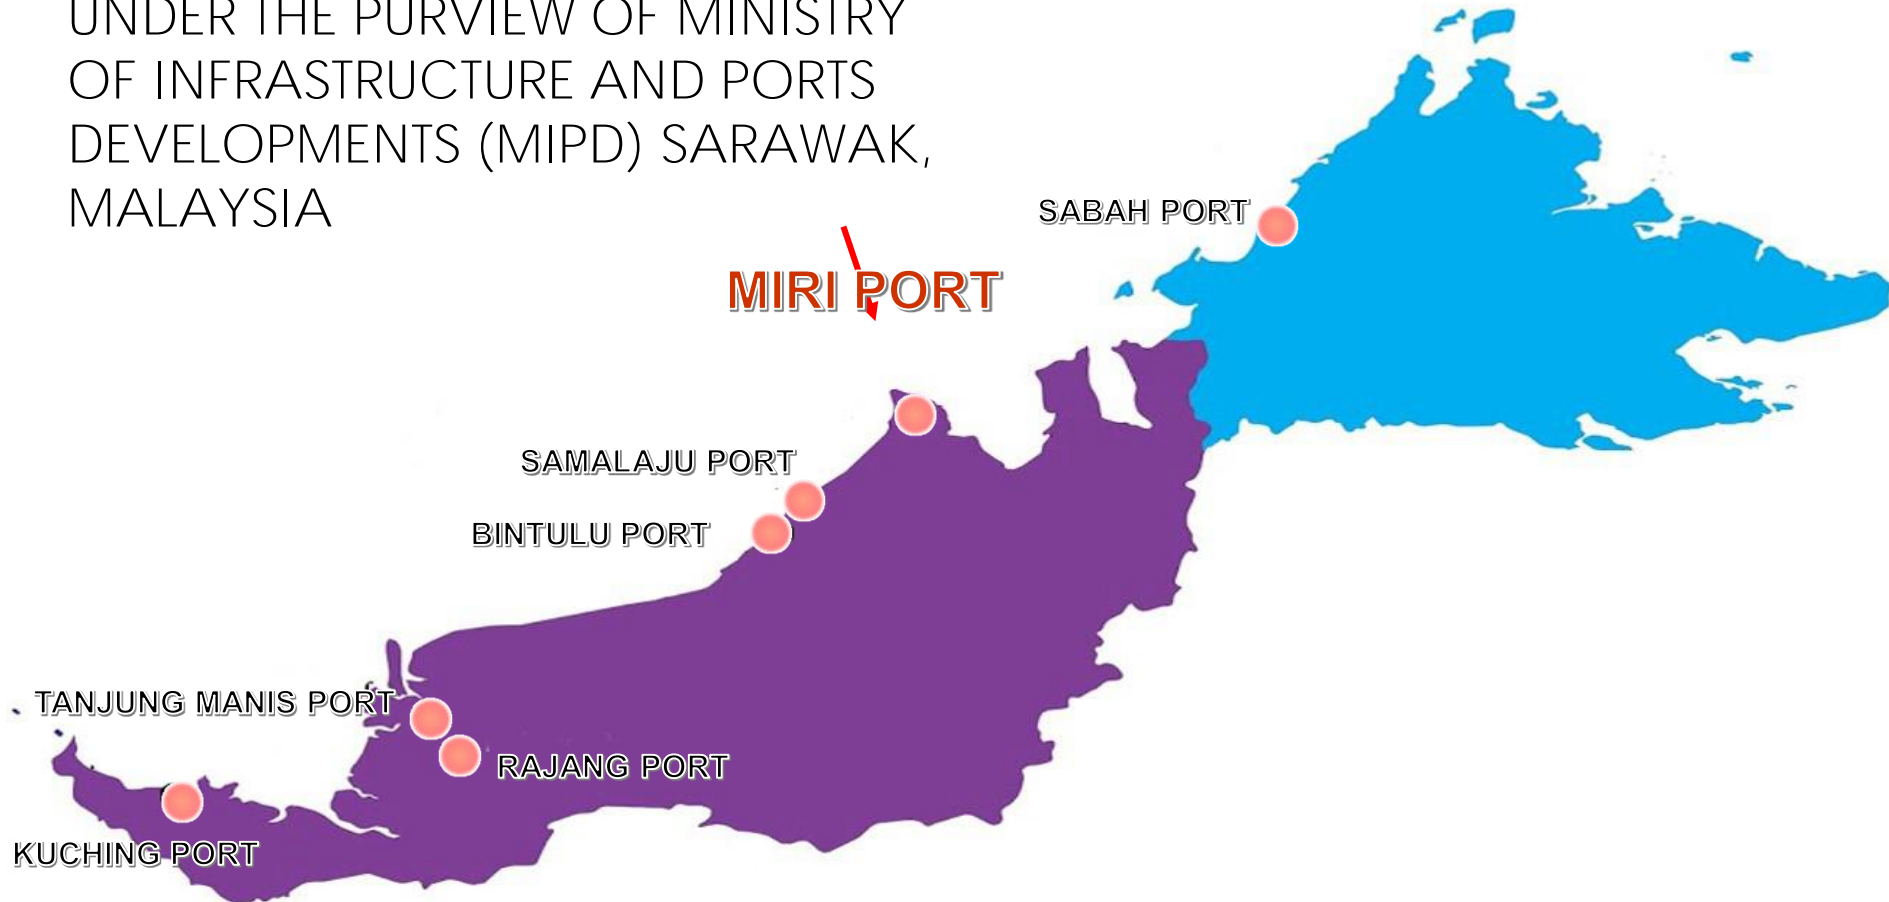 UNDER THE PURVIEW OF MINISTRY
OF INFRASTRUCTURE AND PORTS
DEVELOPMENTS (MIPD) SARAWAK,
MALAYSIA
SABAH PORT
MIRI PORT
SAMALAJU PORT
BINTULU PORT
TANJUNG MANIS PORT
RAJANG PORT
KUCHING PORT